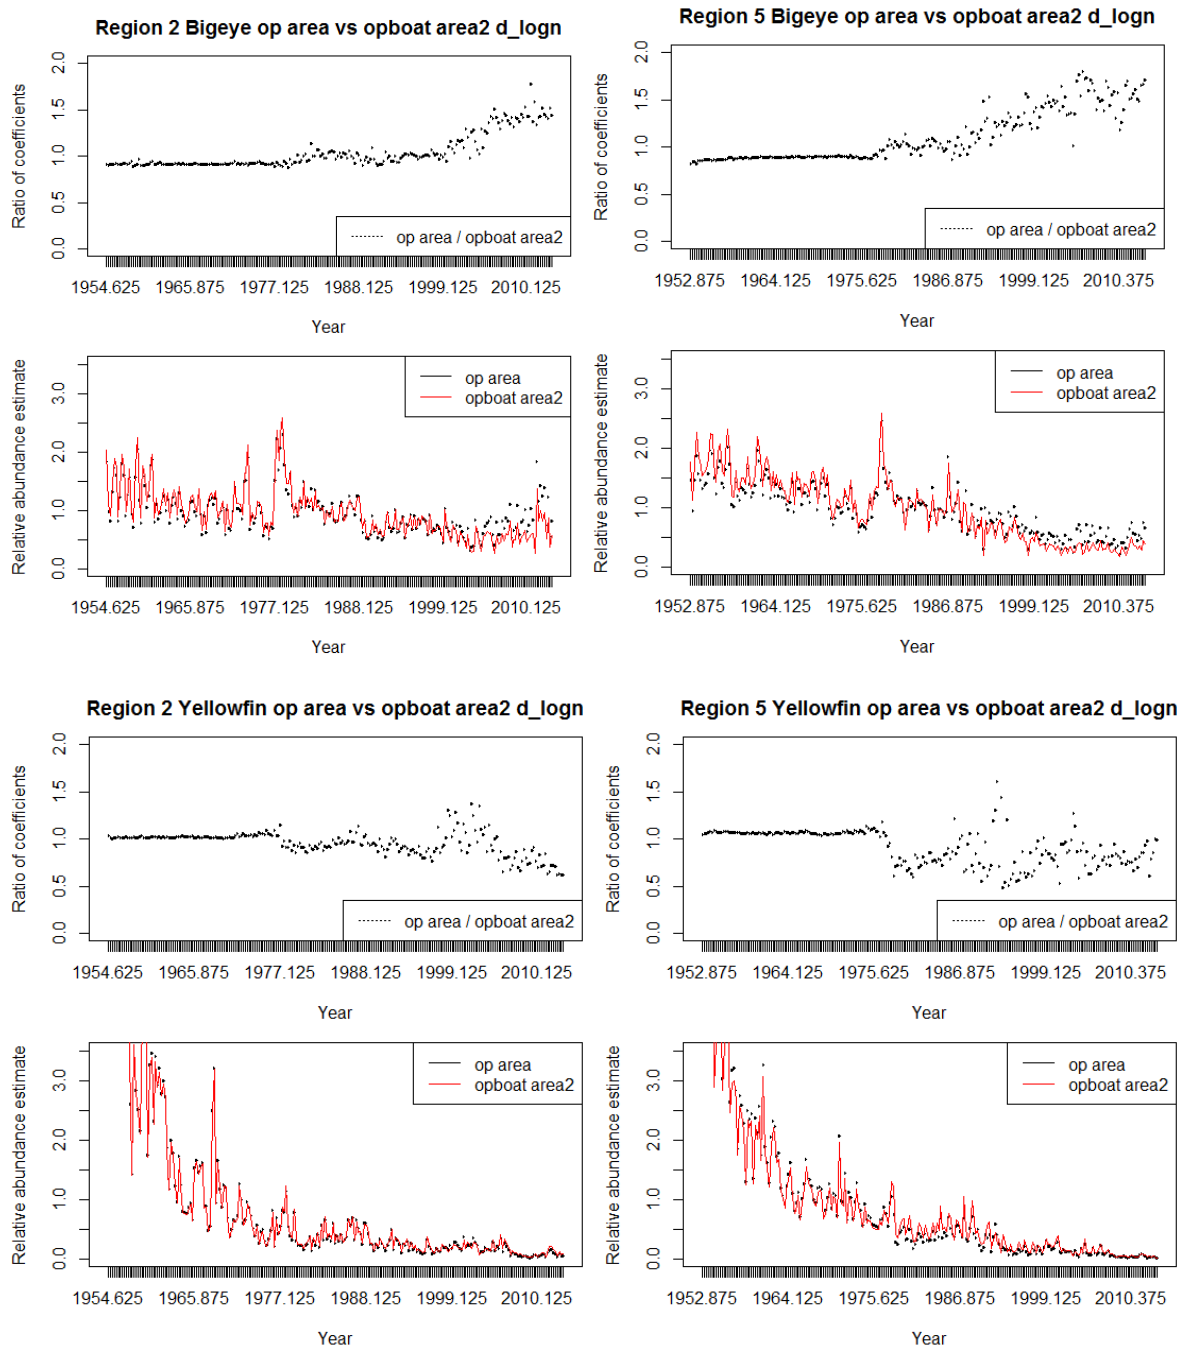 Region 2 Bigeye op area vs opboat area2 d_logn
Ratio of coefficients
2.0
1.5
1.0
0.5
0.0
op area / opboat area2
1954.625 1965.875 1977.125 1988.125 1999.125 2010.125
Year
Relative abundance estimate
3.0
2.0
1.0
0.0
op area
opboat area2
1954.625 1965.875 1977.125 1988.125 1999.125 2010.125
Year
Region 5 Bigeye op area vs opboat area2 d_logn
Ratio of coefficients
2.0
1.5
1.0
0.5
0.0
op area / opboat area2
1952.875 1964.125 1975.625 1986.875 1999.125 2010.375
Year
Relative abundance estimate
3.0
2.0
1.0
0.0
op area
opboat area2
1952.875 1964.125 1975.625 1986.875 1999.125 2010.375
Year
Region 2 Yellowfin op area vs opboat area2 d_logn
Ratio of coefficients
2.0
1.5
1.0
0.5
0.0
op area / opboat area2
1954.625 1965.875 1977.125 1988.125 1999.125 2010.125
Year
Relative abundance estimate
3.0
2.0
1.0
0.0
op area
opboat area2
1954.625 1965.875 1977.125 1988.125 1999.125 2010.125
Year
Region 5 Yellowfin op area vs opboat area2 d_logn
Ratio of coefficients
2.0
1.5
1.0
0.5
0.0
op area / opboat area2
1952.875 1964.125 1975.625 1986.875 1999.125 2010.375
Year
Relative abundance estimate
3.0
2.0
1.0
0.0
op area
opboat area2
1952.875 1964.125 1975.625 1986.875 1999.125 2010.375
Year